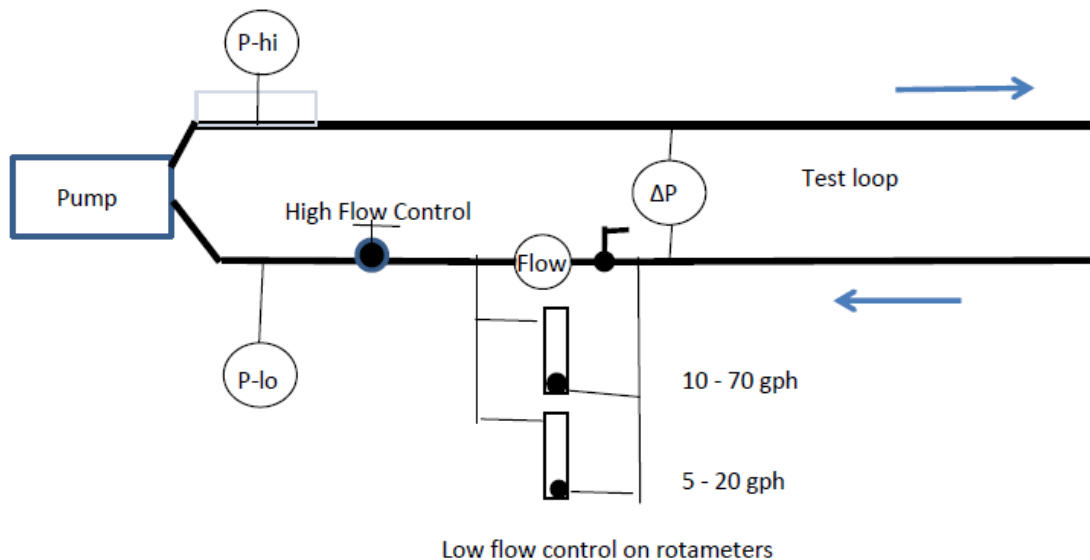 P-hi
Pump
ΔP
Test loop
High Flow Control
Flow
P-lo
10 - 70 gph
5 - 20 gph
Low flow control on rotameters